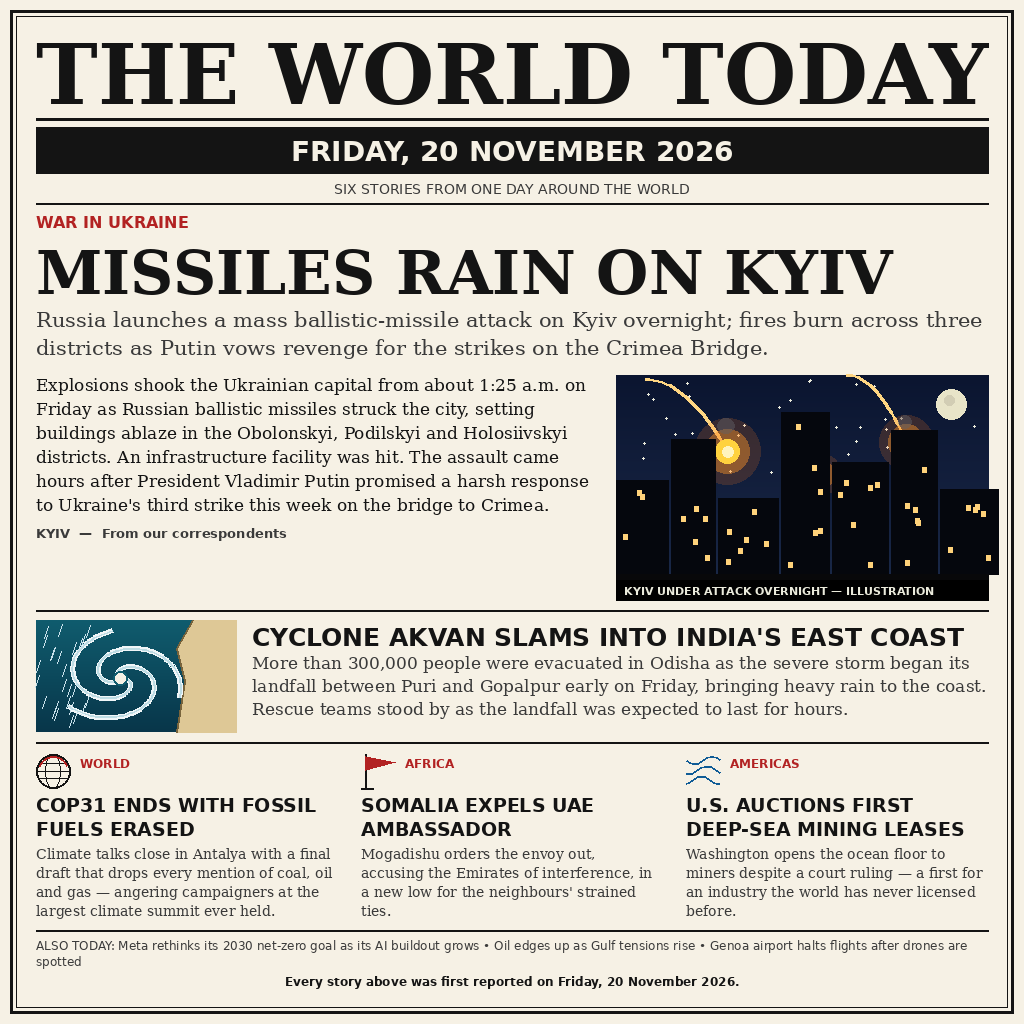 THE WORLD TODAY
FRIDAY, 20 NOVEMBER 2026
SIX STORIES FROM ONE DAY AROUND THE WORLD
WAR IN UKRAINE
MISSILES RAIN ON KYIV
Russia launches a mass ballistic-missile attack on Kyiv overnight; fires burn across three
districts as Putin vows revenge for the strikes on the Crimea Bridge.
Explosions shook the Ukrainian capital from about 1:25 a.m. on
Friday as Russian ballistic missiles struck the city, setting
buildings ablaze in the Obolonskyi, Podilskyi and Holosiivskyi
districts. An infrastructure facility was hit. The assault came
hours after President Vladimir Putin promised a harsh response
to Ukraine's third strike this week on the bridge to Crimea.
KYIV — From our correspondents
KYIV UNDER ATTACK OVERNIGHT — ILLUSTRATION
CYCLONE AKVAN SLAMS INTO INDIA'S EAST COAST
More than 300,000 people were evacuated in Odisha as the severe storm began its
landfall between Puri and Gopalpur early on Friday, bringing heavy rain to the coast.
Rescue teams stood by as the landfall was expected to last for hours.
WORLD
COP31 ENDS WITH FOSSIL
FUELS ERASED
Climate talks close in Antalya with a final
draft that drops every mention of coal, oil
and gas — angering campaigners at the
largest climate summit ever held.
AFRICA
SOMALIA EXPELS UAE
AMBASSADOR
Mogadishu orders the envoy out,
accusing the Emirates of interference, in
a new low for the neighbours' strained
ties.
AMERICAS
U.S. AUCTIONS FIRST
DEEP-SEA MINING LEASES
Washington opens the ocean floor to
miners despite a court ruling — a first for
an industry the world has never licensed
before.
ALSO TODAY: Meta rethinks its 2030 net-zero goal as its AI buildout grows • Oil edges up as Gulf tensions rise • Genoa airport halts flights after drones are
spotted
Every story above was first reported on Friday, 20 November 2026.